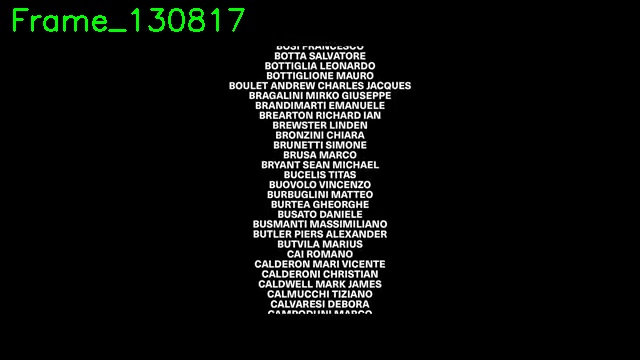 Frame_130817
BOSI FRANCESCO
BOTTA SALVATORE
BOTTIGLIA LEONARDO
BOTTIGLIONE MAURO
BOULET ANDREW CHARLES JACQUES
BRAGALINI MIRKO GIUSEPPE
BRANDIMARTI EMANUELE
BREARTON RICHARD IAN
BREWSTER LINDEN
BRONZINI CHIARA
BRUNETTI SIMONE
BRUSA MARCO
BRYANT SEAN MICHAEL
BUCELIS TITAS
BUOVOLO VINCENZO
BURBUGLINI MATTEO
BURTEA GHEORGHE
BUSATO DANIELE
BUSMANTI MASSIMILIANO
BUTLER PIERS ALEXANDER
BUTVILA MARIUS
CAI ROMANO
CALDERON MARI VICENTE
CALDERONI CHRISTIAN
CALDWELL MARK JAMES
CALMUCCHI TIZIANO
CALVARESI DEBORA